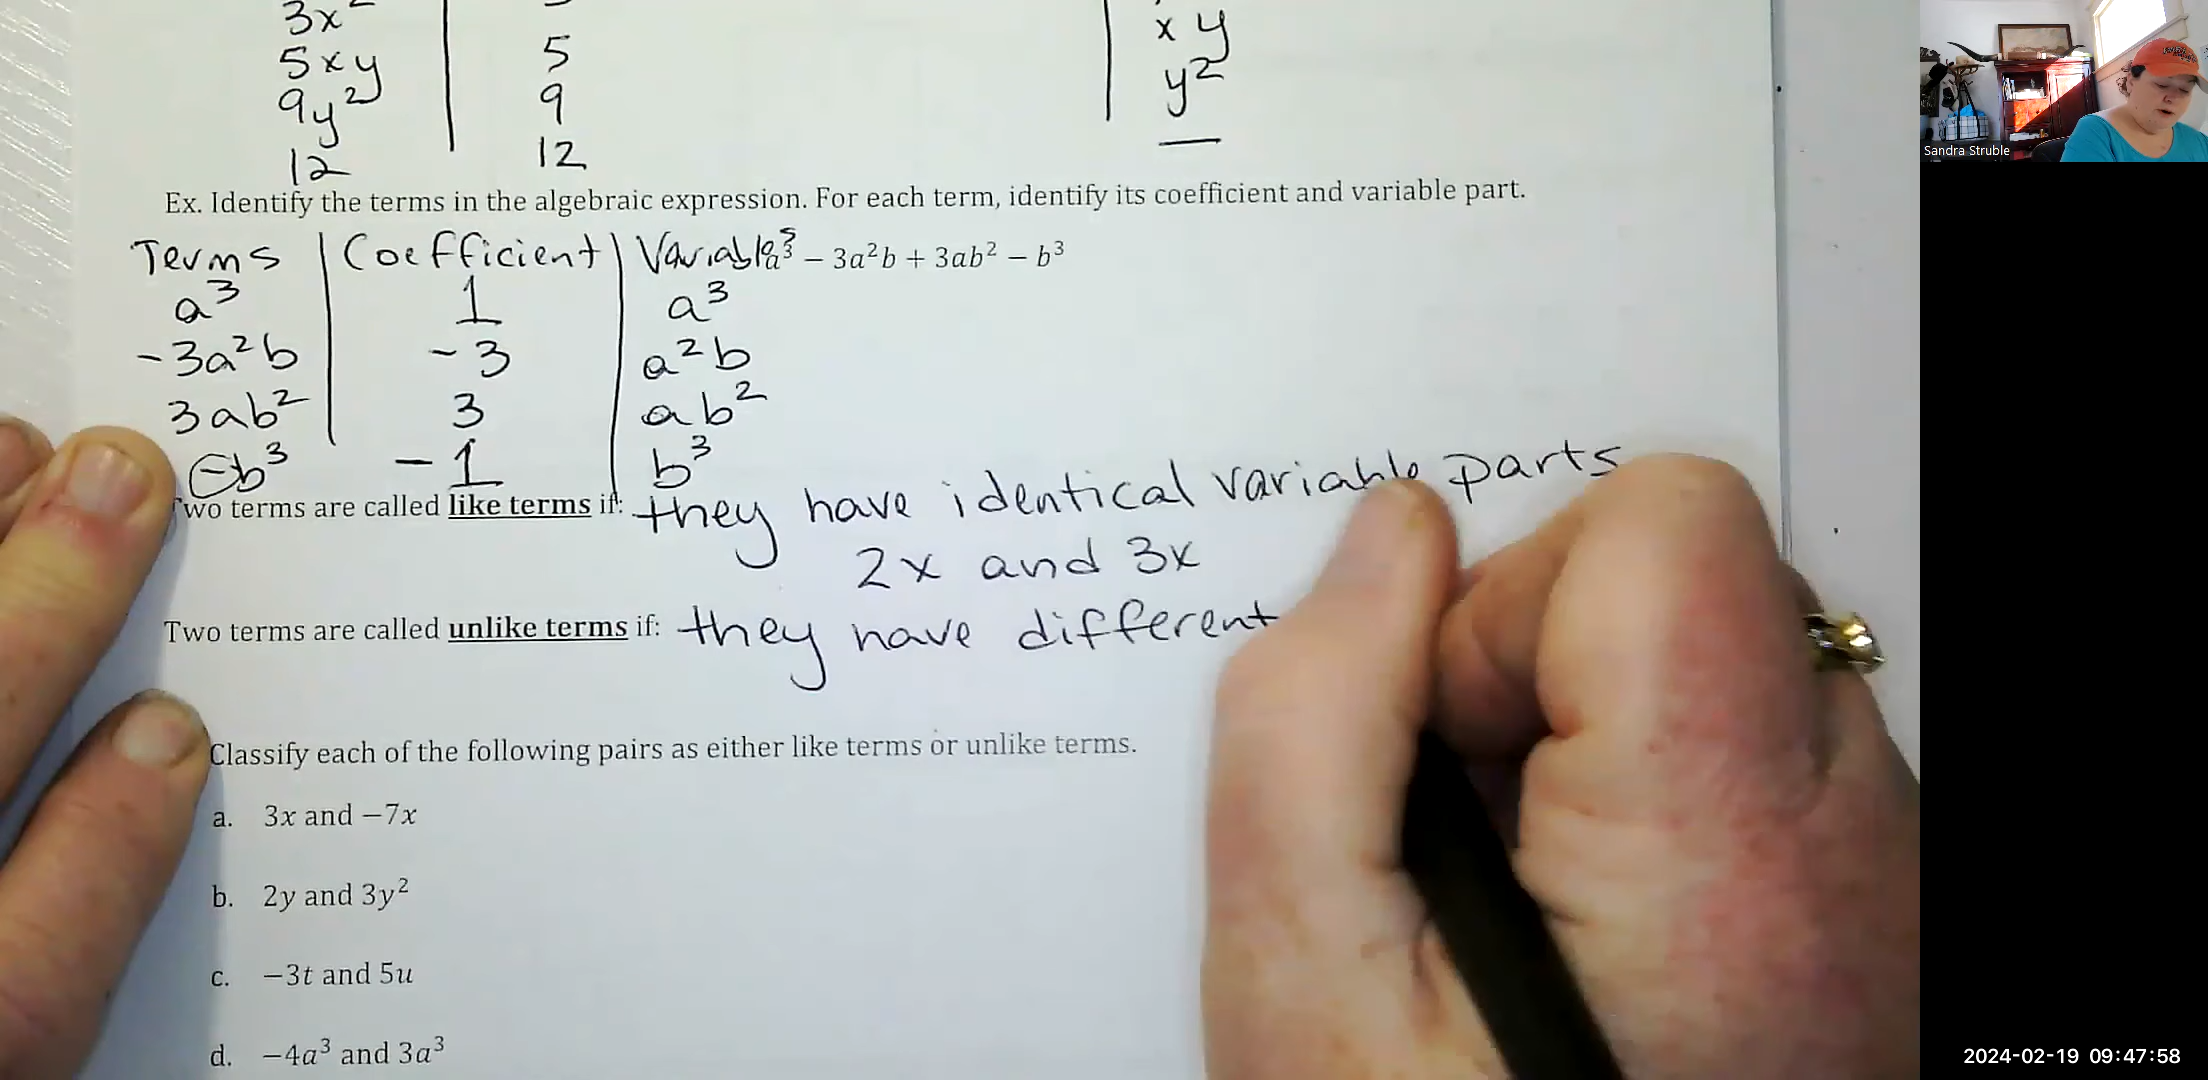 3x²
5xy 5 xy
9y² 9 y²
12 12 —
Ex. Identify the terms in the algebraic expression. For each term, identify its coefficient and variable part.
Terms | Coefficient | Variables a³ − 3a²b + 3ab² − b³
a³ 1 a³
-3a²b -3 a²b
3ab² 3 ab²
-b³ -1 b³
Two terms are called like terms if: they have identical variable parts
2x and 3x
Two terms are called unlike terms if: they have different
Classify each of the following pairs as either like terms or unlike terms.
a. 3x and −7x
b. 2y and 3y²
c. −3t and 5u
d. −4a³ and 3a³
Sandra Struble
2024-02-19 09:47:58